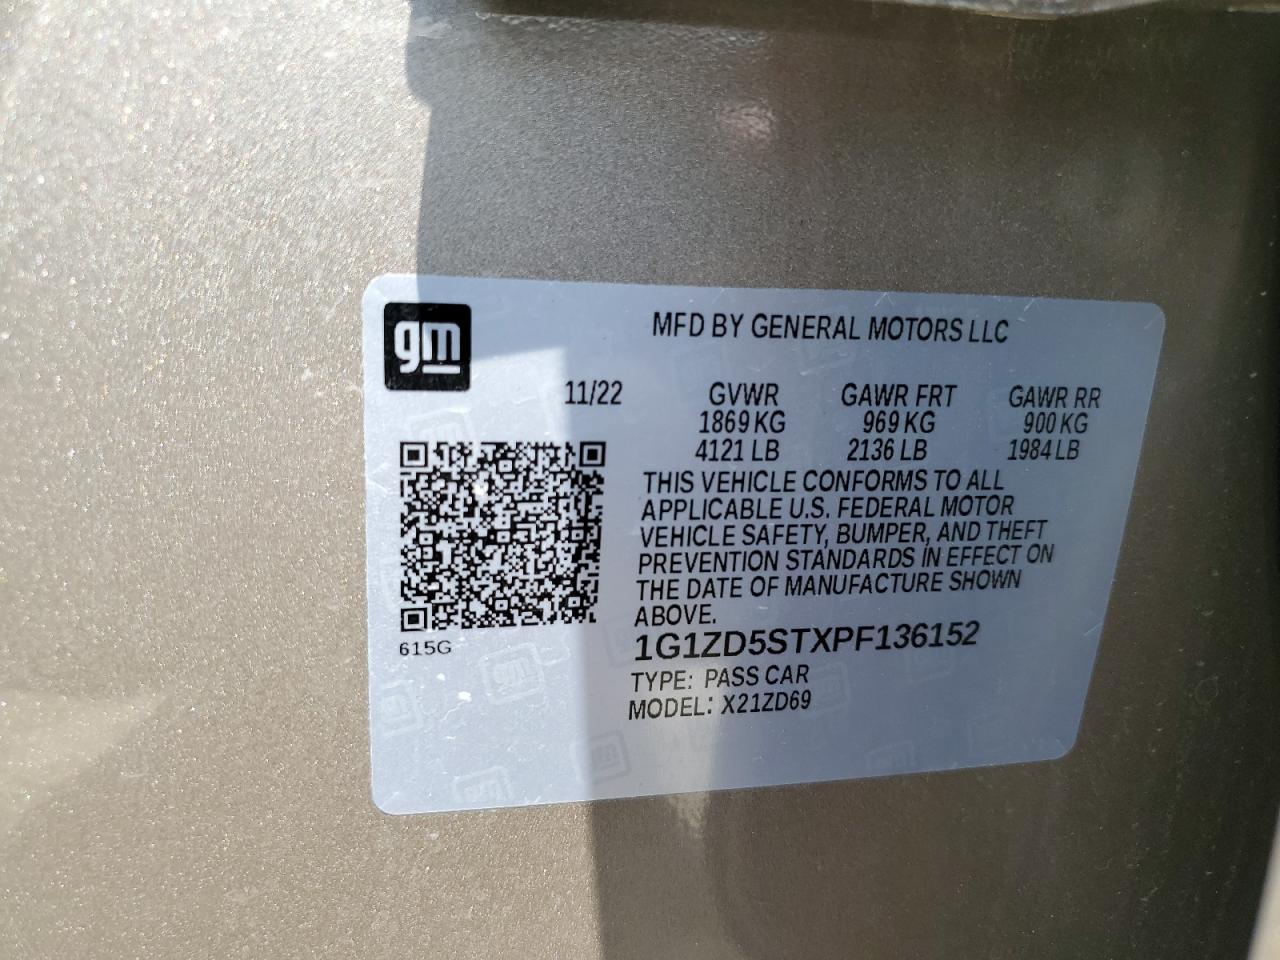 gm
MFD BY GENERAL MOTORS LLC
11/22 GVWR GAWR FRT GAWR RR
1869 KG 969 KG 900 KG
4121 LB 2136 LB 1984 LB
THIS VEHICLE CONFORMS TO ALL
APPLICABLE U.S. FEDERAL MOTOR
VEHICLE SAFETY, BUMPER, AND THEFT
PREVENTION STANDARDS IN EFFECT ON
THE DATE OF MANUFACTURE SHOWN
ABOVE.
1G1ZD5STXPF136152
615G
TYPE: PASS CAR
MODEL: X21ZD69